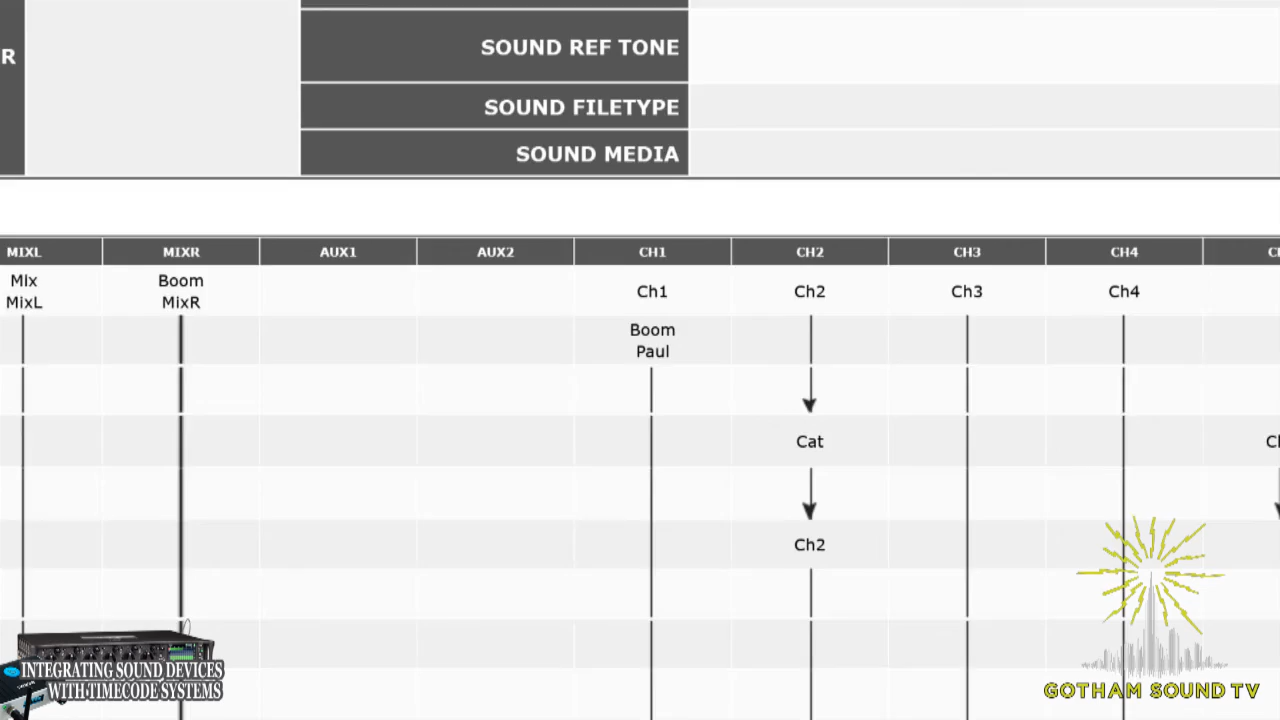 R
SOUND REF TONE
SOUND FILETYPE
SOUND MEDIA
MIXL MIXR AUX1 AUX2 CH1 CH2 CH3 CH4
Mix
MixL
Boom
MixR
Ch1 Ch2 Ch3 Ch4
Boom
Paul
Cat
Ch2
INTEGRATING SOUND DEVICES
WITH TIMECODE SYSTEMS
GOTHAM SOUND TV